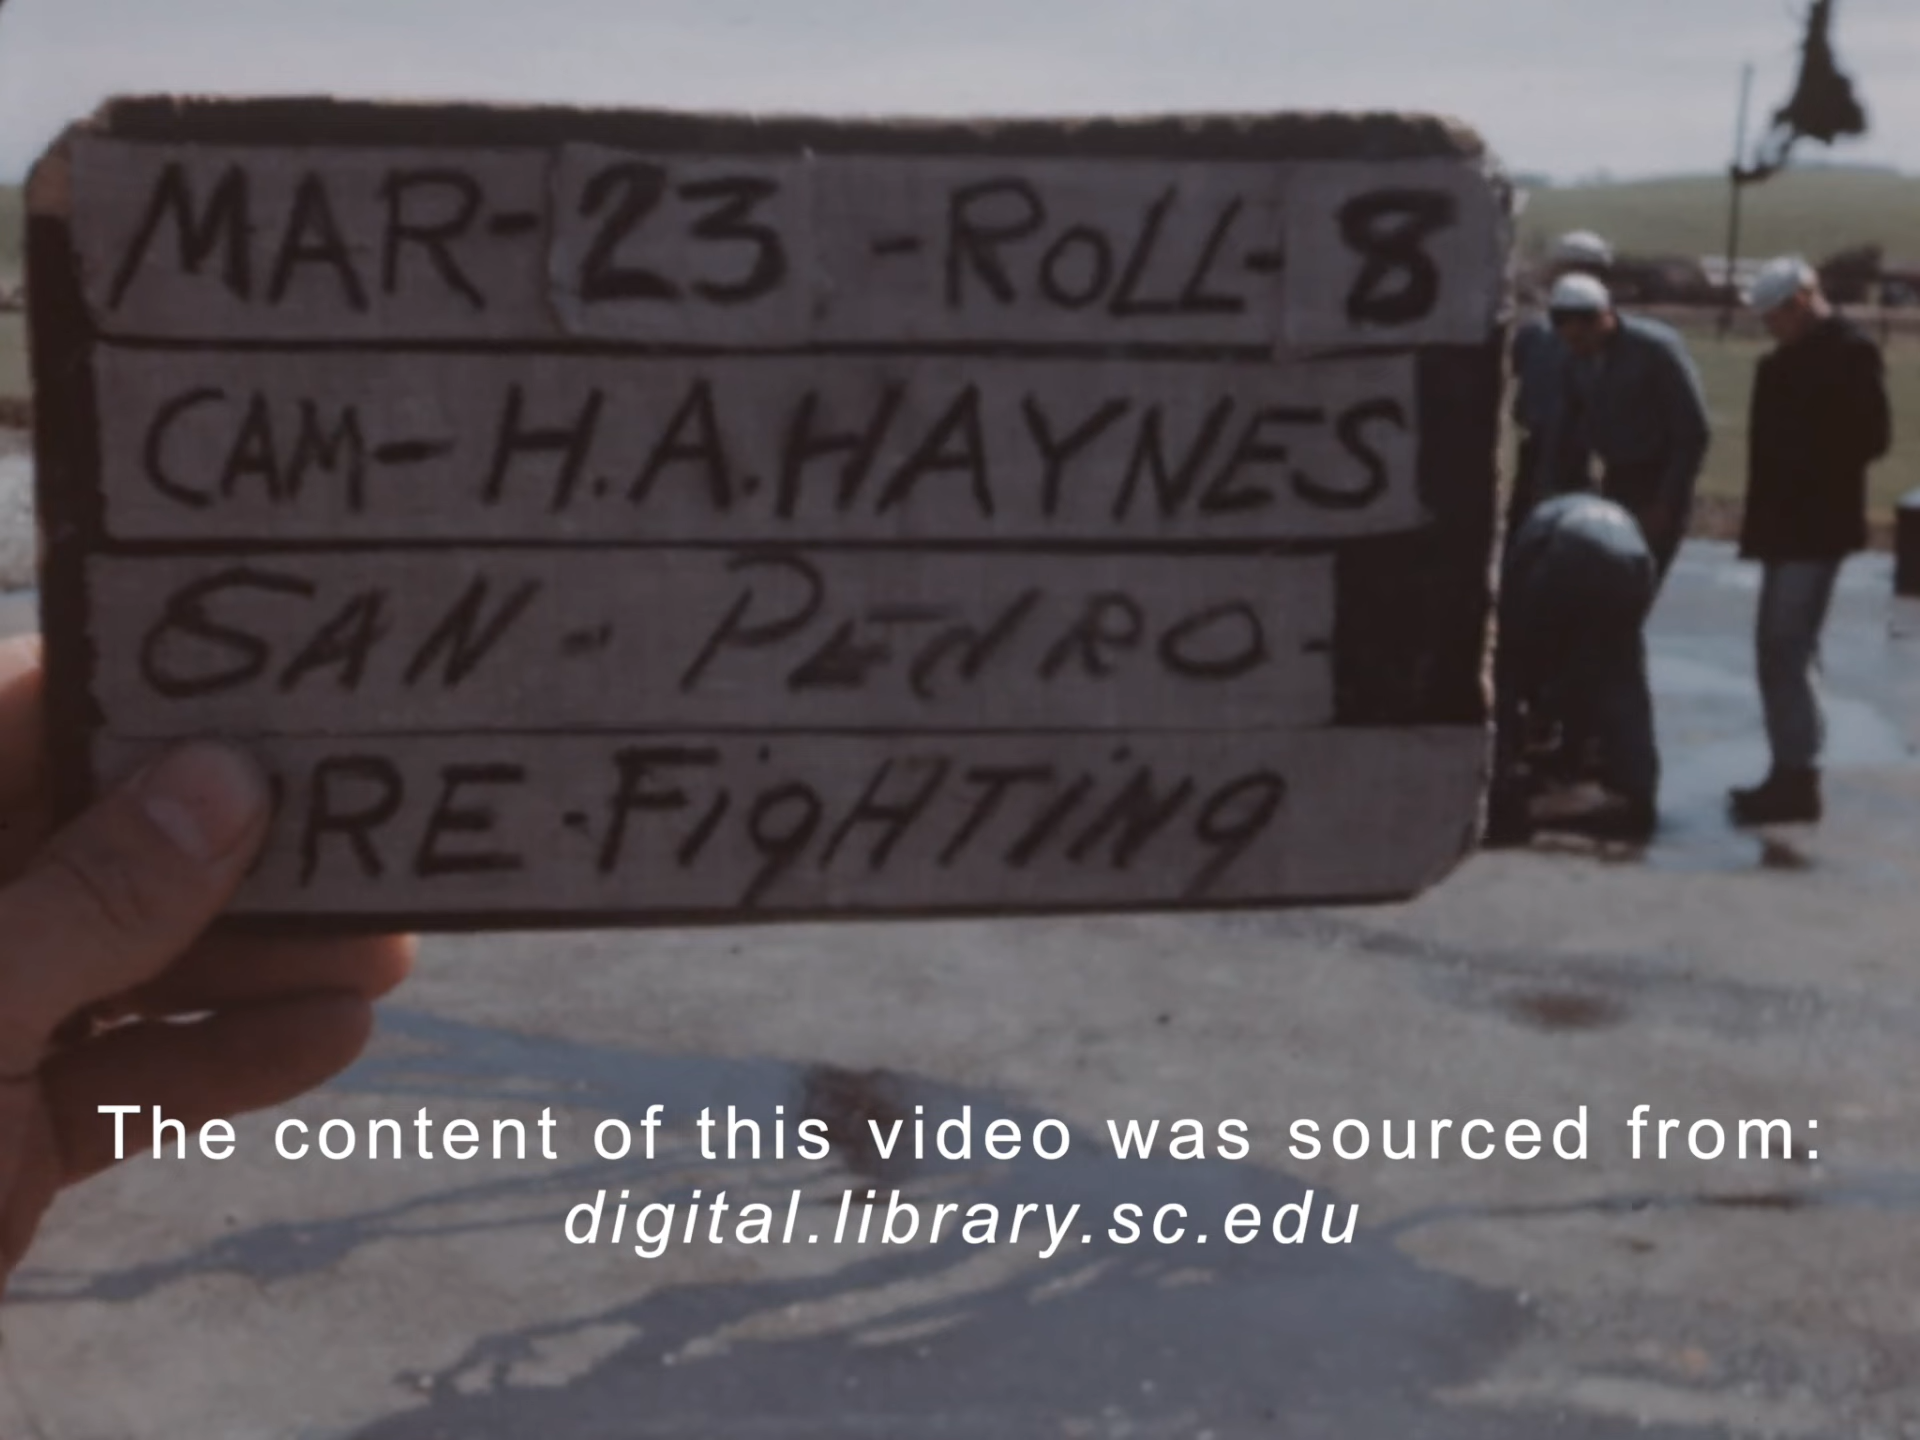 MAR-23-ROLL-8
CAM-H.A.HAYNES
SAN-PEdRO-
IRE-FigHTiNg
The content of this video was sourced from:
digital.library.sc.edu